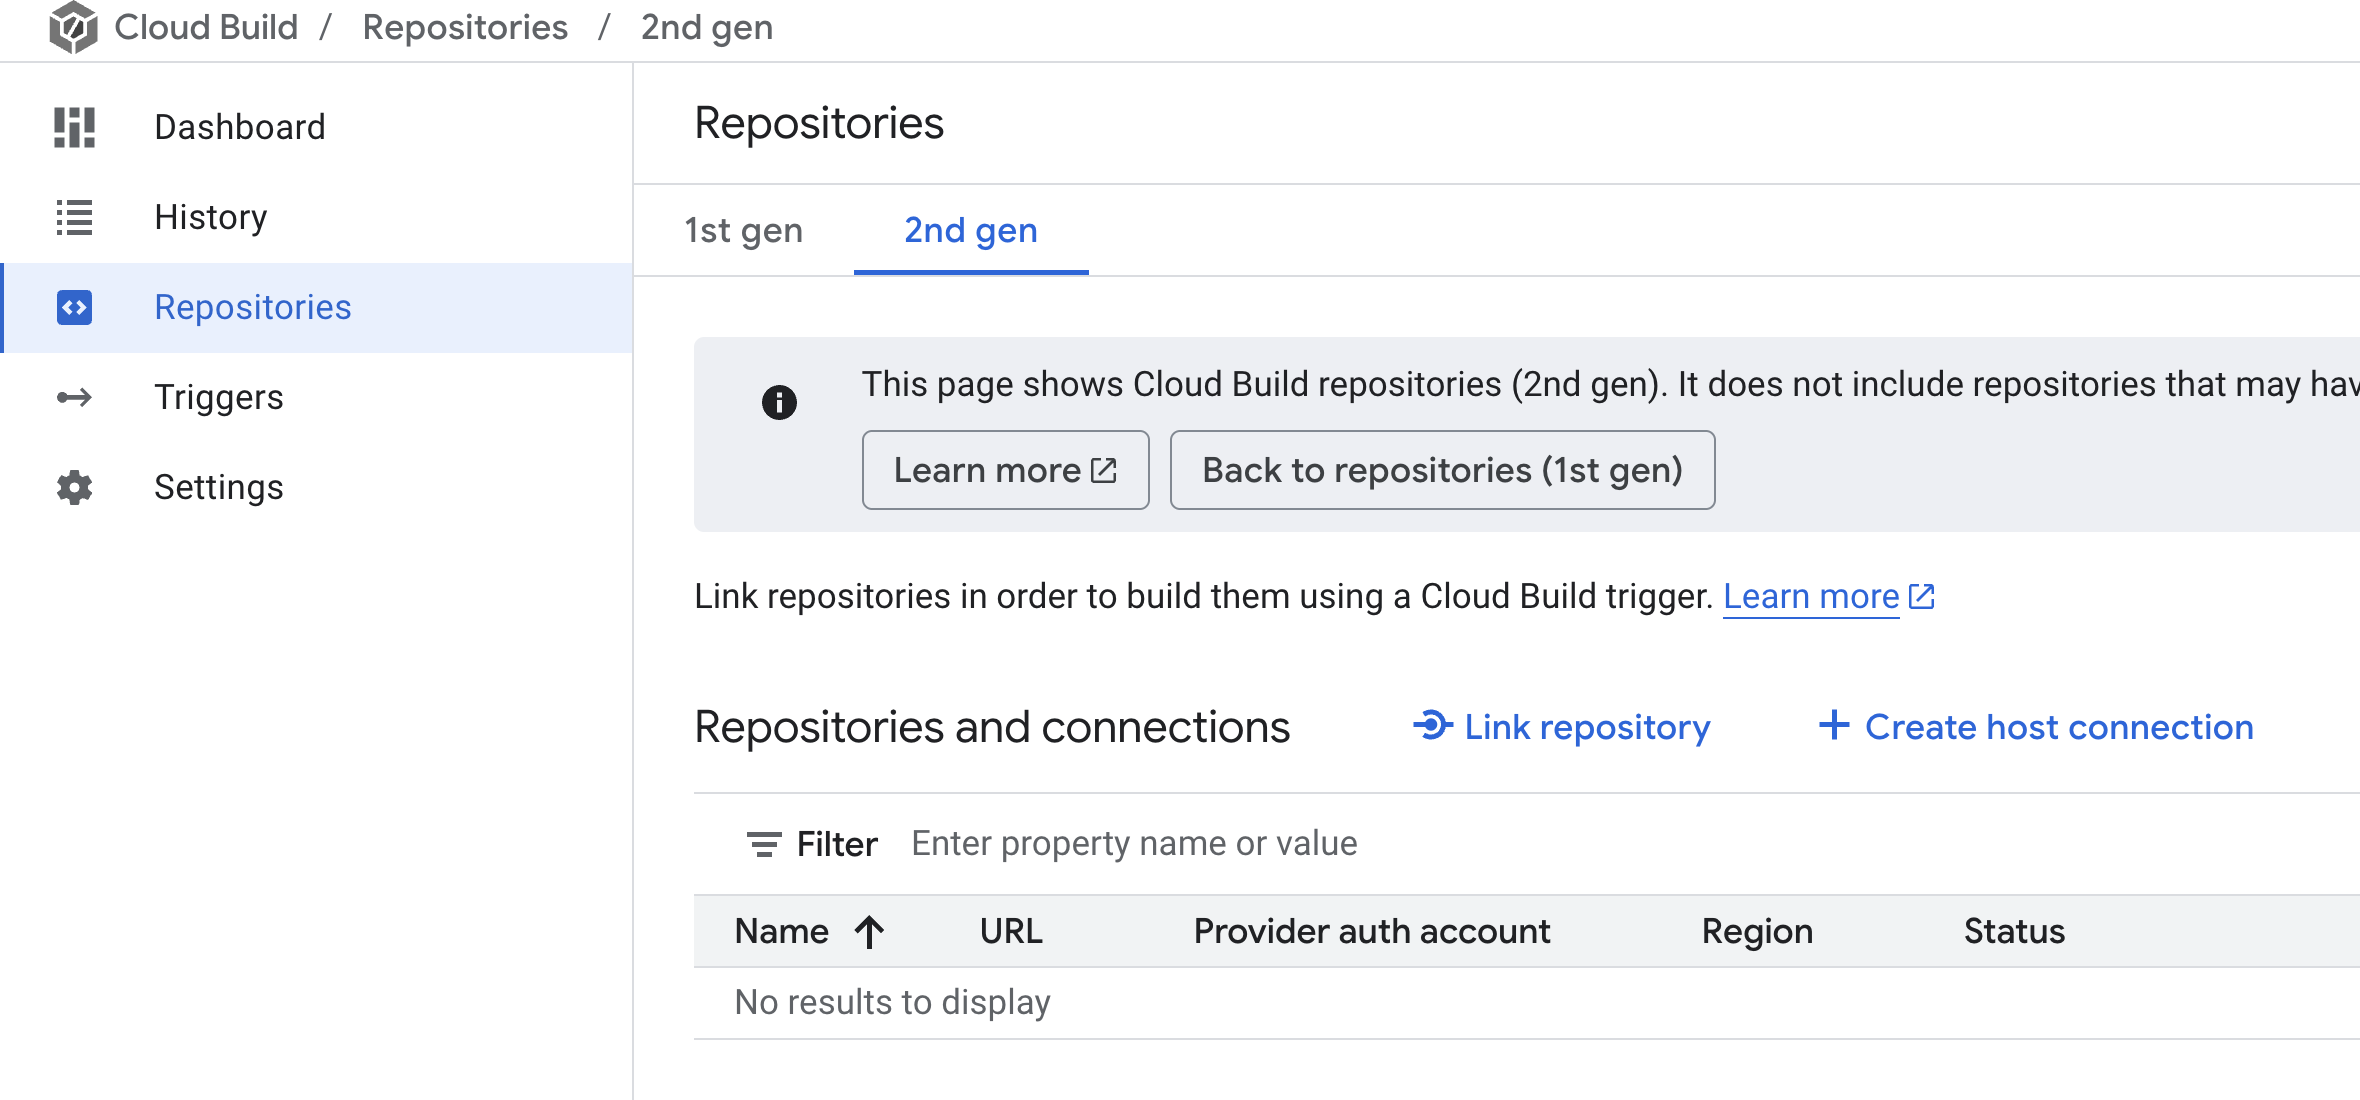 Cloud Build / Repositories / 2nd gen
Dashboard
History
Repositories
Triggers
Settings
Repositories
1st gen 2nd gen
This page shows Cloud Build repositories (2nd gen). It does not include repositories that may
Learn more Back to repositories (1st gen)
Link repositories in order to build them using a Cloud Build trigger. Learn more
Repositories and connections Link repository + Create host connection
Filter Enter property name or value
Name URL Provider auth account Region Status
No results to display